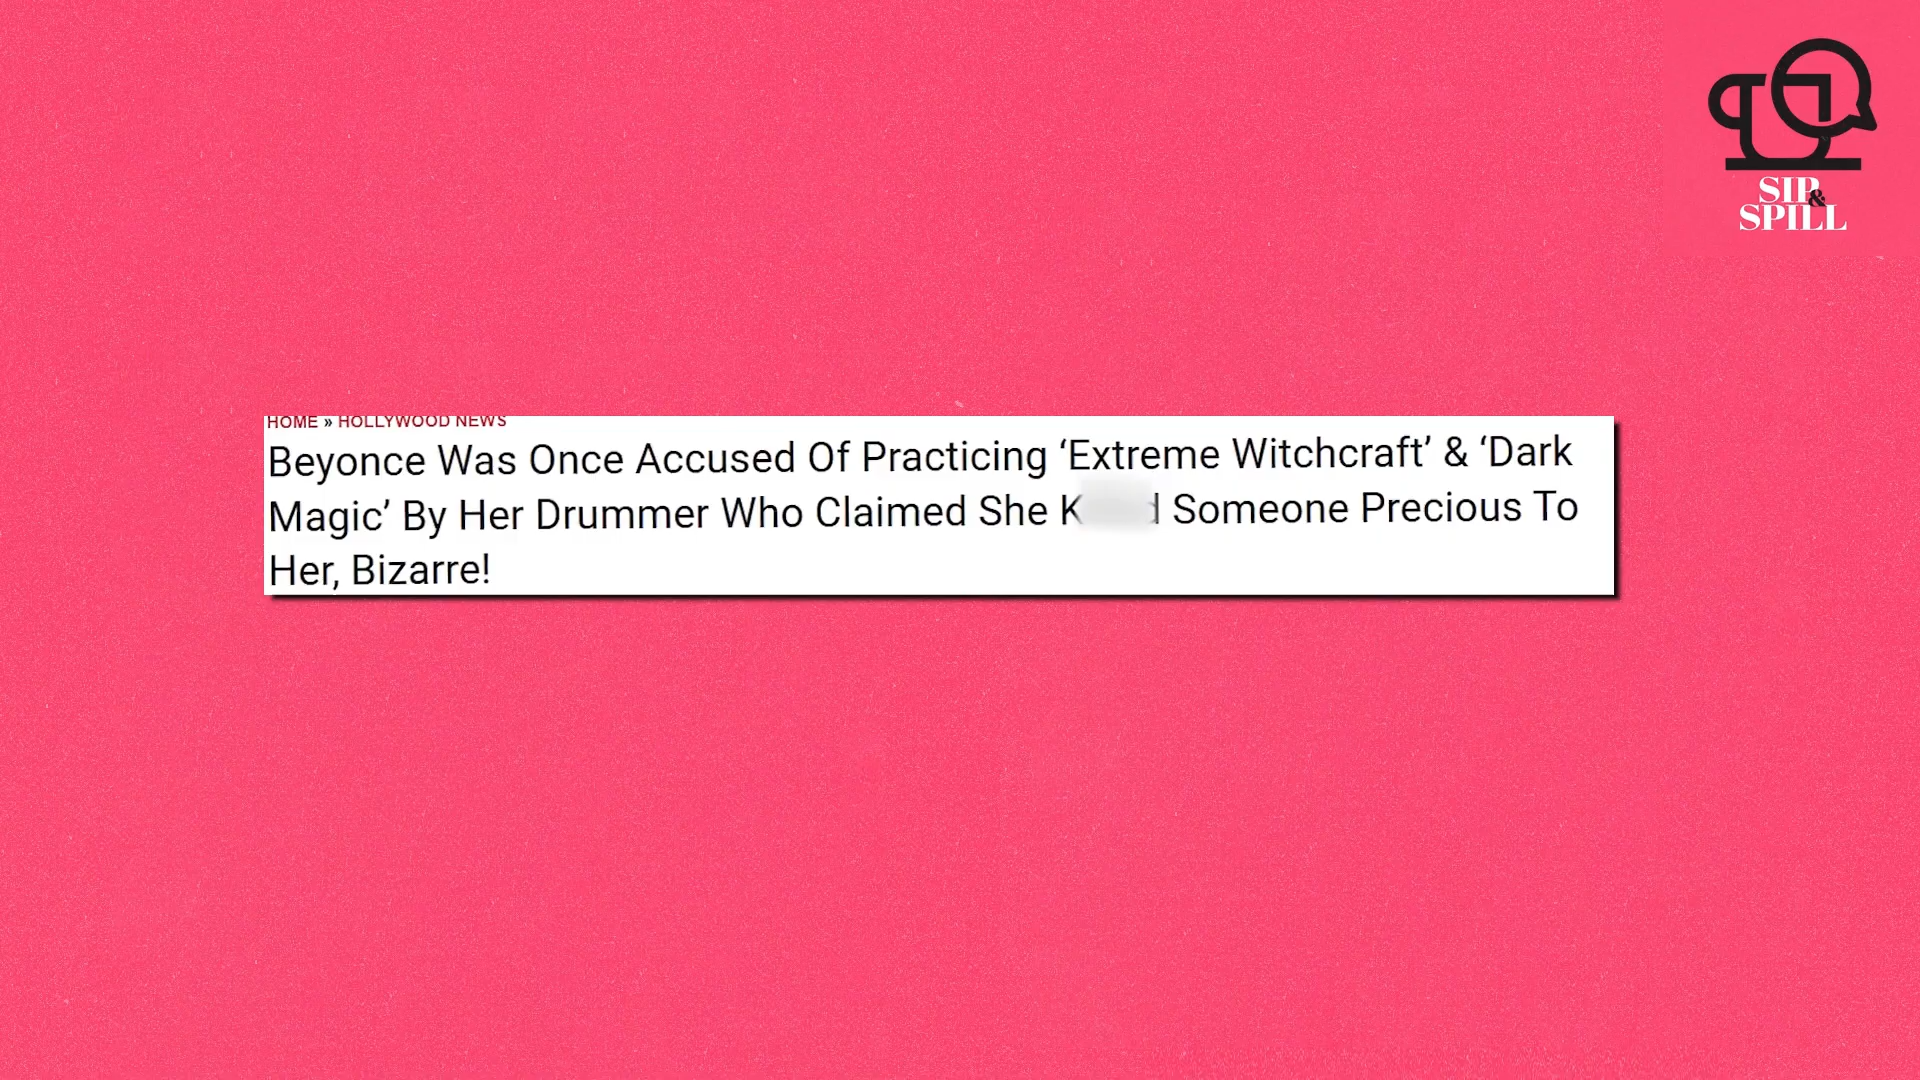 SIP &
SPILL
HOME » HOLLYWOOD NEWS
Beyonce Was Once Accused Of Practicing ‘Extreme Witchcraft’ & ‘Dark
Magic’ By Her Drummer Who Claimed She Someone Precious To
Her, Bizarre!